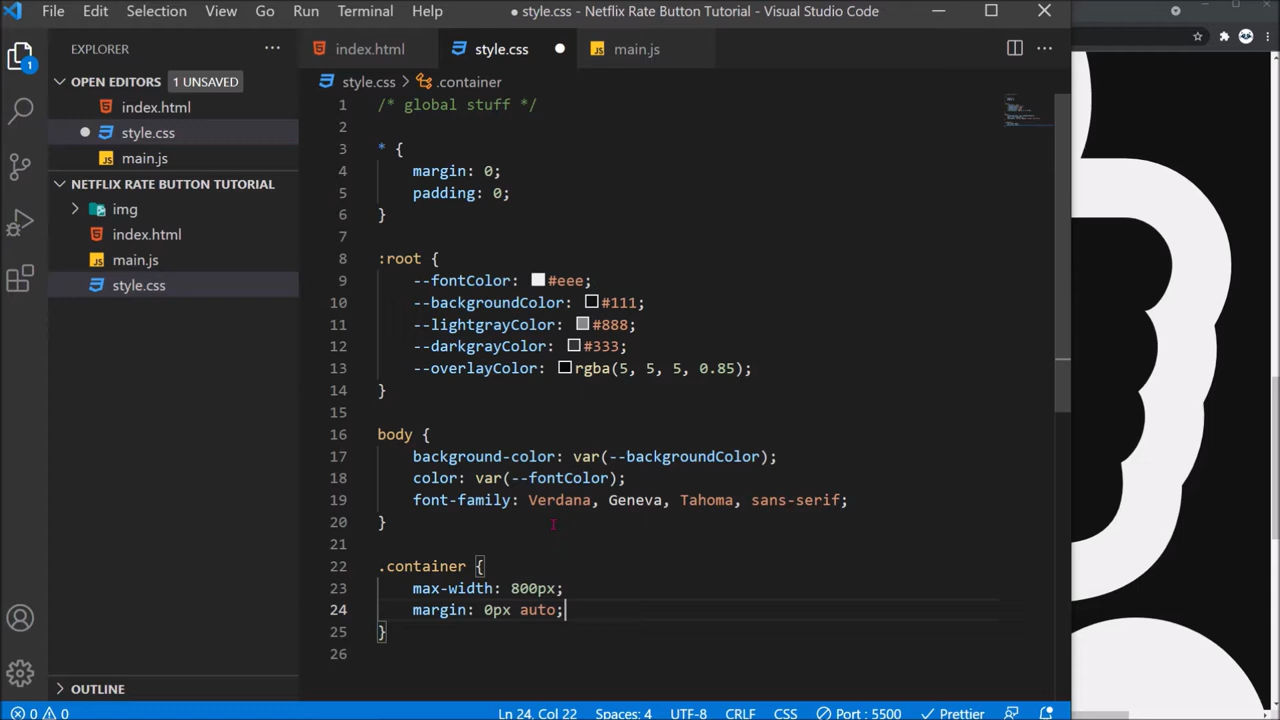 File Edit Selection View Go Run Terminal Help
● style.css - Netflix Rate Button Tutorial - Visual Studio Code
EXPLORER ···
index.html
style.css ●
JS main.js
OPEN EDITORS 1 UNSAVED
index.html
● style.css
JS main.js
NETFLIX RATE BUTTON TUTORIAL
img
index.html
JS main.js
style.css
OUTLINE
1
style.css > .container
1 /* global stuff */
2
3 * {
4 margin: 0;
5 padding: 0;
6 }
7
8 :root {
9 --fontColor: #eee;
10 --backgroundColor: #111;
11 --lightgrayColor: #888;
12 --darkgrayColor: #333;
13 --overlayColor: rgba(5, 5, 5, 0.85);
14 }
15
16 body {
17 background-color: var(--backgroundColor);
18 color: var(--fontColor);
19 font-family: Verdana, Geneva, Tahoma, sans-serif;
20 }
21
22 .container {
23 max-width: 800px;
24 margin: 0px auto;
25 }
26
0 0 Ln 24, Col 22 Spaces: 4 UTF-8 CRLF CSS Port : 5500 Prettier